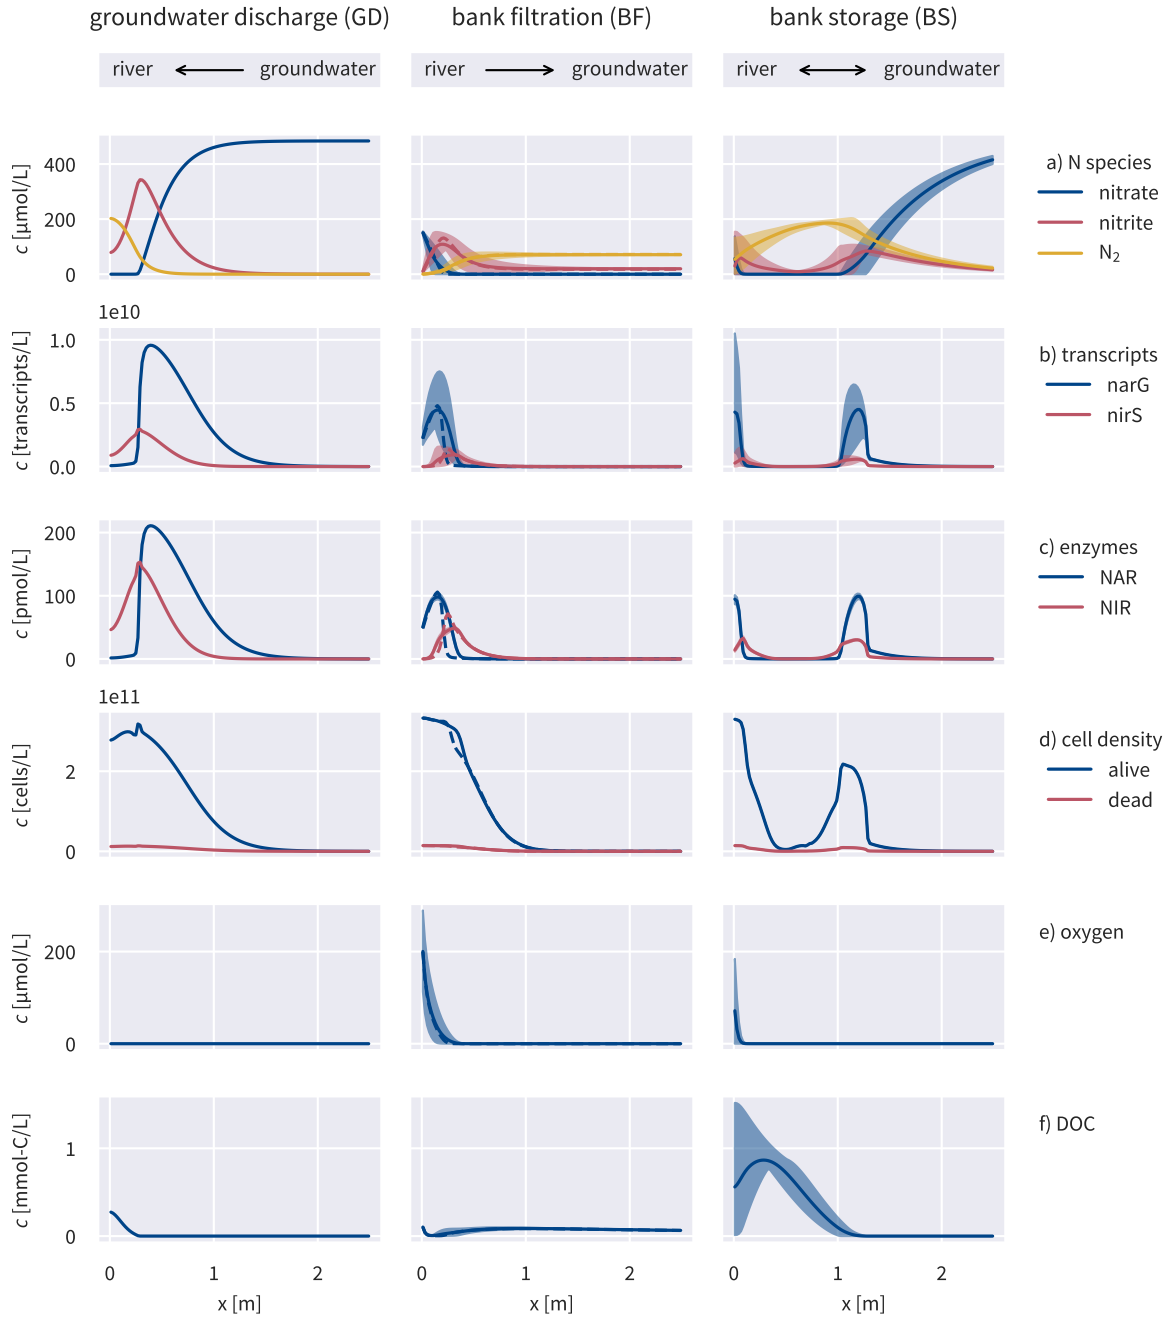 groundwater discharge (GD) bank filtration (BF) bank storage (BS)
river groundwater river groundwater river groundwater
c [µmol/L]
400
200
0
a) N species
nitrate
nitrite
N2
1e10
c [transcripts/L]
1.0
0.5
0.0
b) transcripts
narG
nirS
c [pmol/L]
200
100
0
c) enzymes
NAR
NIR
1e11
c [cells/L]
2
0
d) cell density
alive
dead
c [µmol/L]
200
0
e) oxygen
c [mmol-C/L]
1
0
f) DOC
0 1 2 0 1 2 0 1 2
x [m] x [m] x [m]